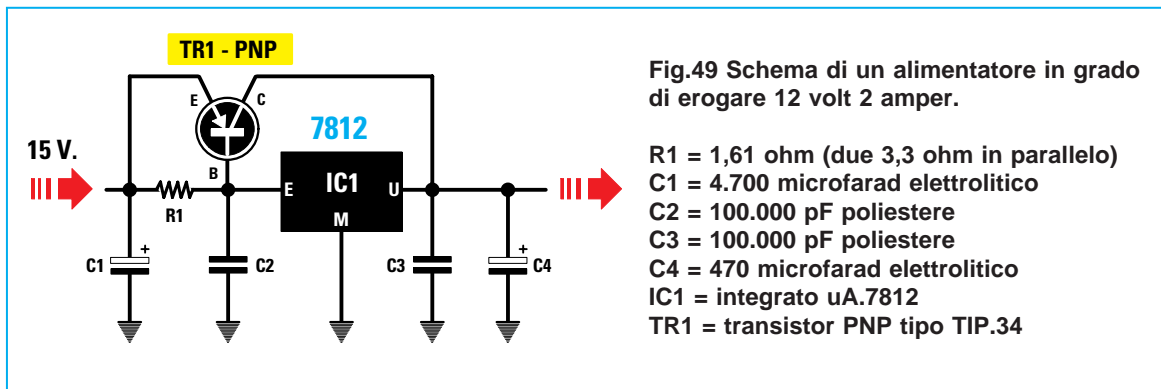 TR1 - PNP
E
C
7812
15 V.
B
E
IC1
U
R1
M
+
+
C1
C2
C3
C4
Fig.49 Schema di un alimentatore in grado
di erogare 12 volt 2 amper.
R1 = 1,61 ohm (due 3,3 ohm in parallelo)
C1 = 4.700 microfarad elettrolitico
C2 = 100.000 pF poliestere
C3 = 100.000 pF poliestere
C4 = 470 microfarad elettrolitico
IC1 = integrato uA.7812
TR1 = transistor PNP tipo TIP.34